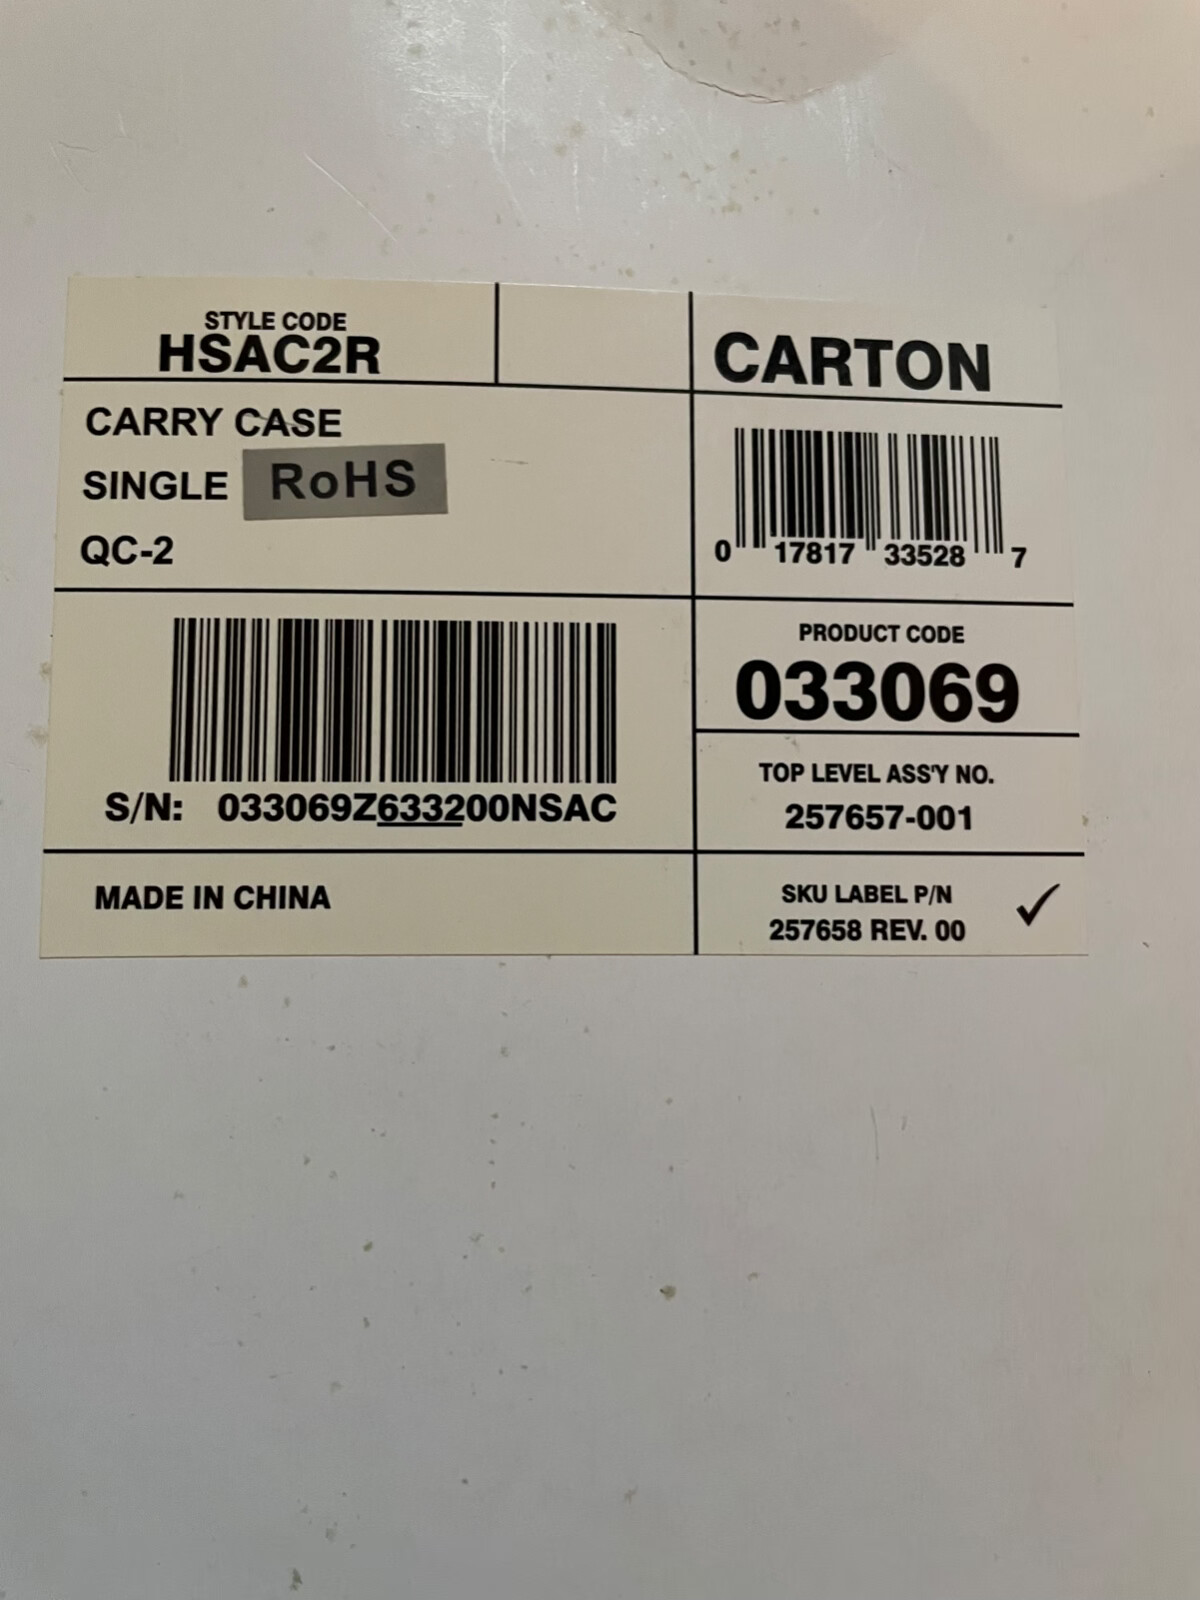 STYLE CODE
HSAC2R
CARTON
CARRY CASE
SINGLE RoHS
QC-2
0 17817 33528 7
PRODUCT CODE
033069
S/N: 033069Z633200NSAC
TOP LEVEL ASS'Y NO.
257657-001
MADE IN CHINA
SKU LABEL P/N
257658 REV. 00 ✓